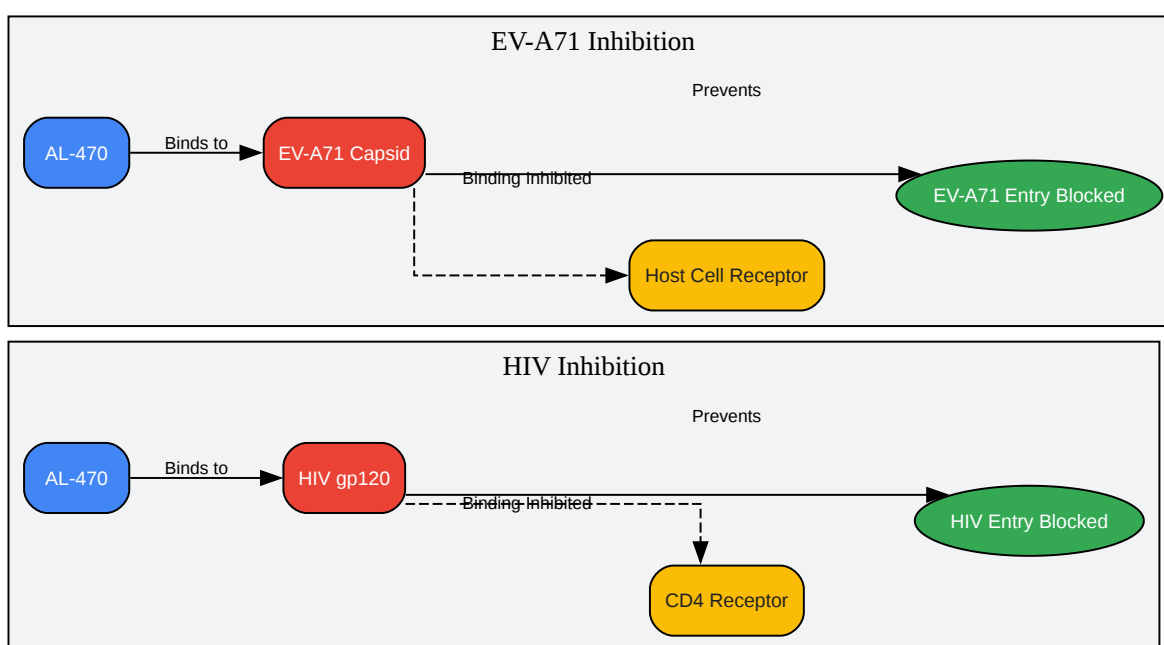 EV-A71 Inhibition
Prevents
AL-470
Binds to
EV-A71 Capsid
Binding Inhibited
EV-A71 Entry Blocked
Host Cell Receptor
HIV Inhibition
Prevents
AL-470
Binds to
HIV gp120
Binding Inhibited
HIV Entry Blocked
CD4 Receptor